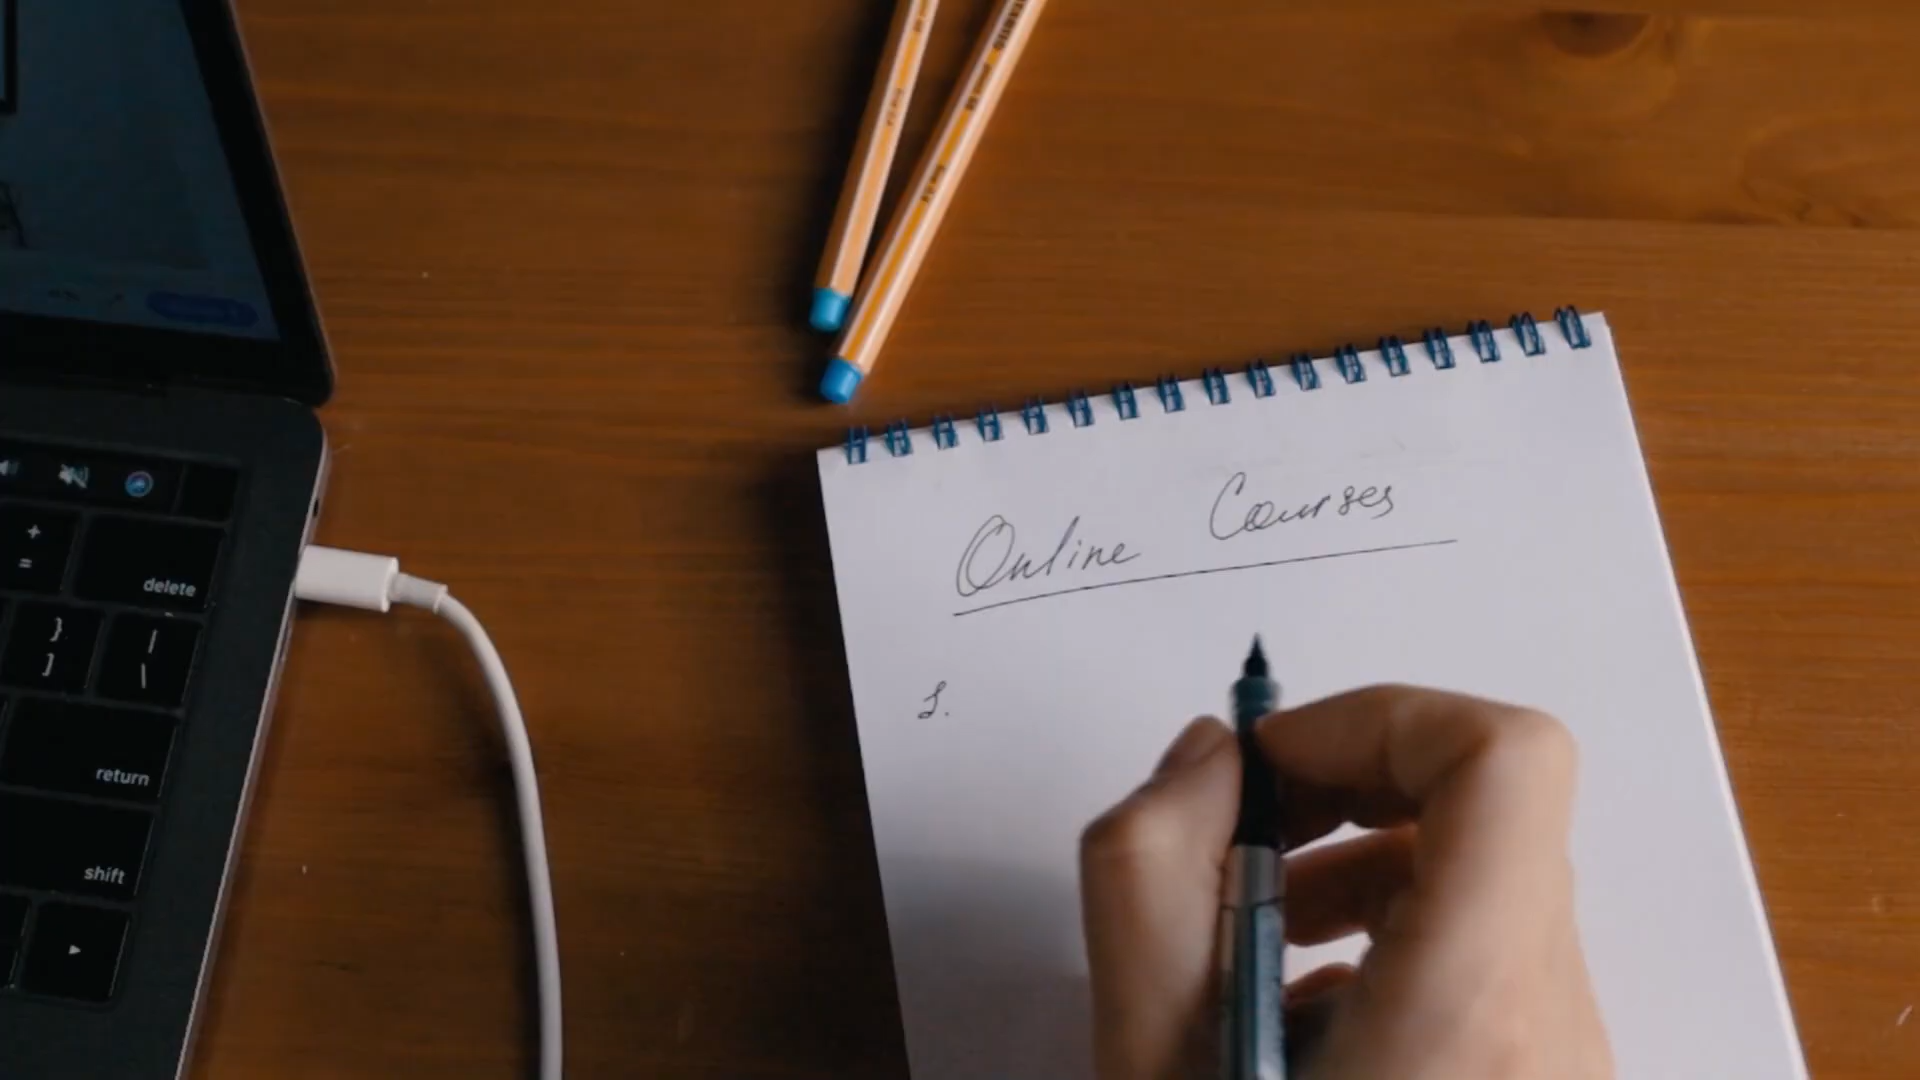 Online Courses
1.
+
=
delete
}
]
|
\
return
shift